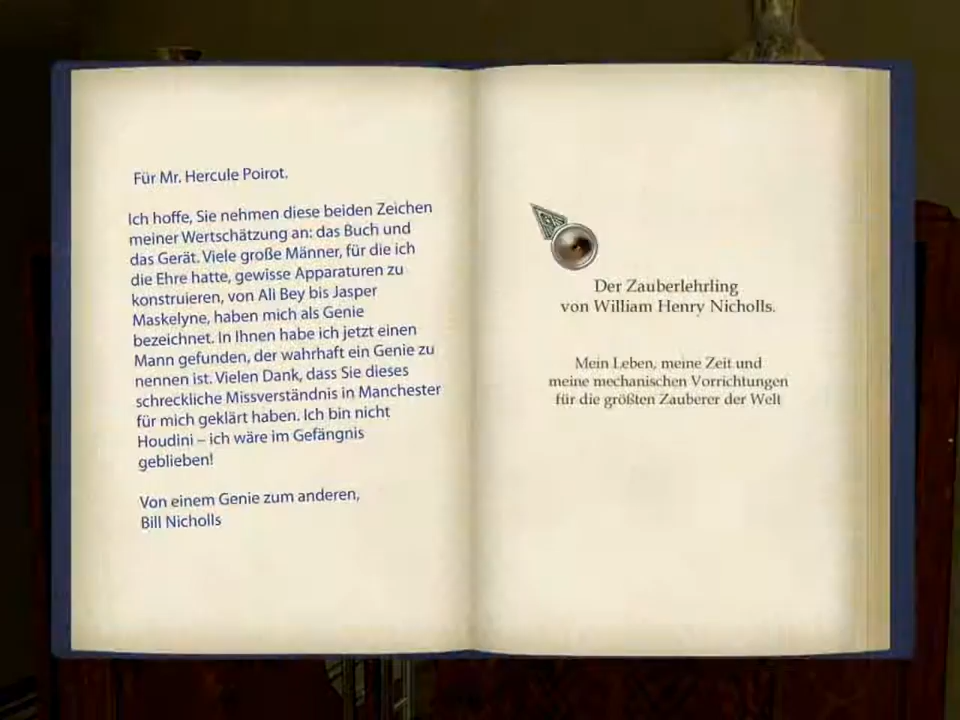 Für Mr. Hercule Poirot.
Ich hoffe, Sie nehmen diese beiden Zeichen
meiner Wertschätzung an: das Buch und
das Gerät. Viele große Männer, für die ich
die Ehre hatte, gewisse Apparaturen zu
konstruieren, von Ali Bey bis Jasper
Maskelyne, haben mich als Genie
bezeichnet. In Ihnen habe ich jetzt einen
Mann gefunden, der wahrhaft ein Genie zu
nennen ist. Vielen Dank, dass Sie dieses
schreckliche Missverständnis in Manchester
für mich geklärt haben. Ich bin nicht
Houdini – ich wäre im Gefängnis
geblieben!
Von einem Genie zum anderen,
Bill Nicholls
Der Zauberlehrling
von William Henry Nicholls.
Mein Leben, meine Zeit und
meine mechanischen Vorrichtungen
für die größten Zauberer der Welt